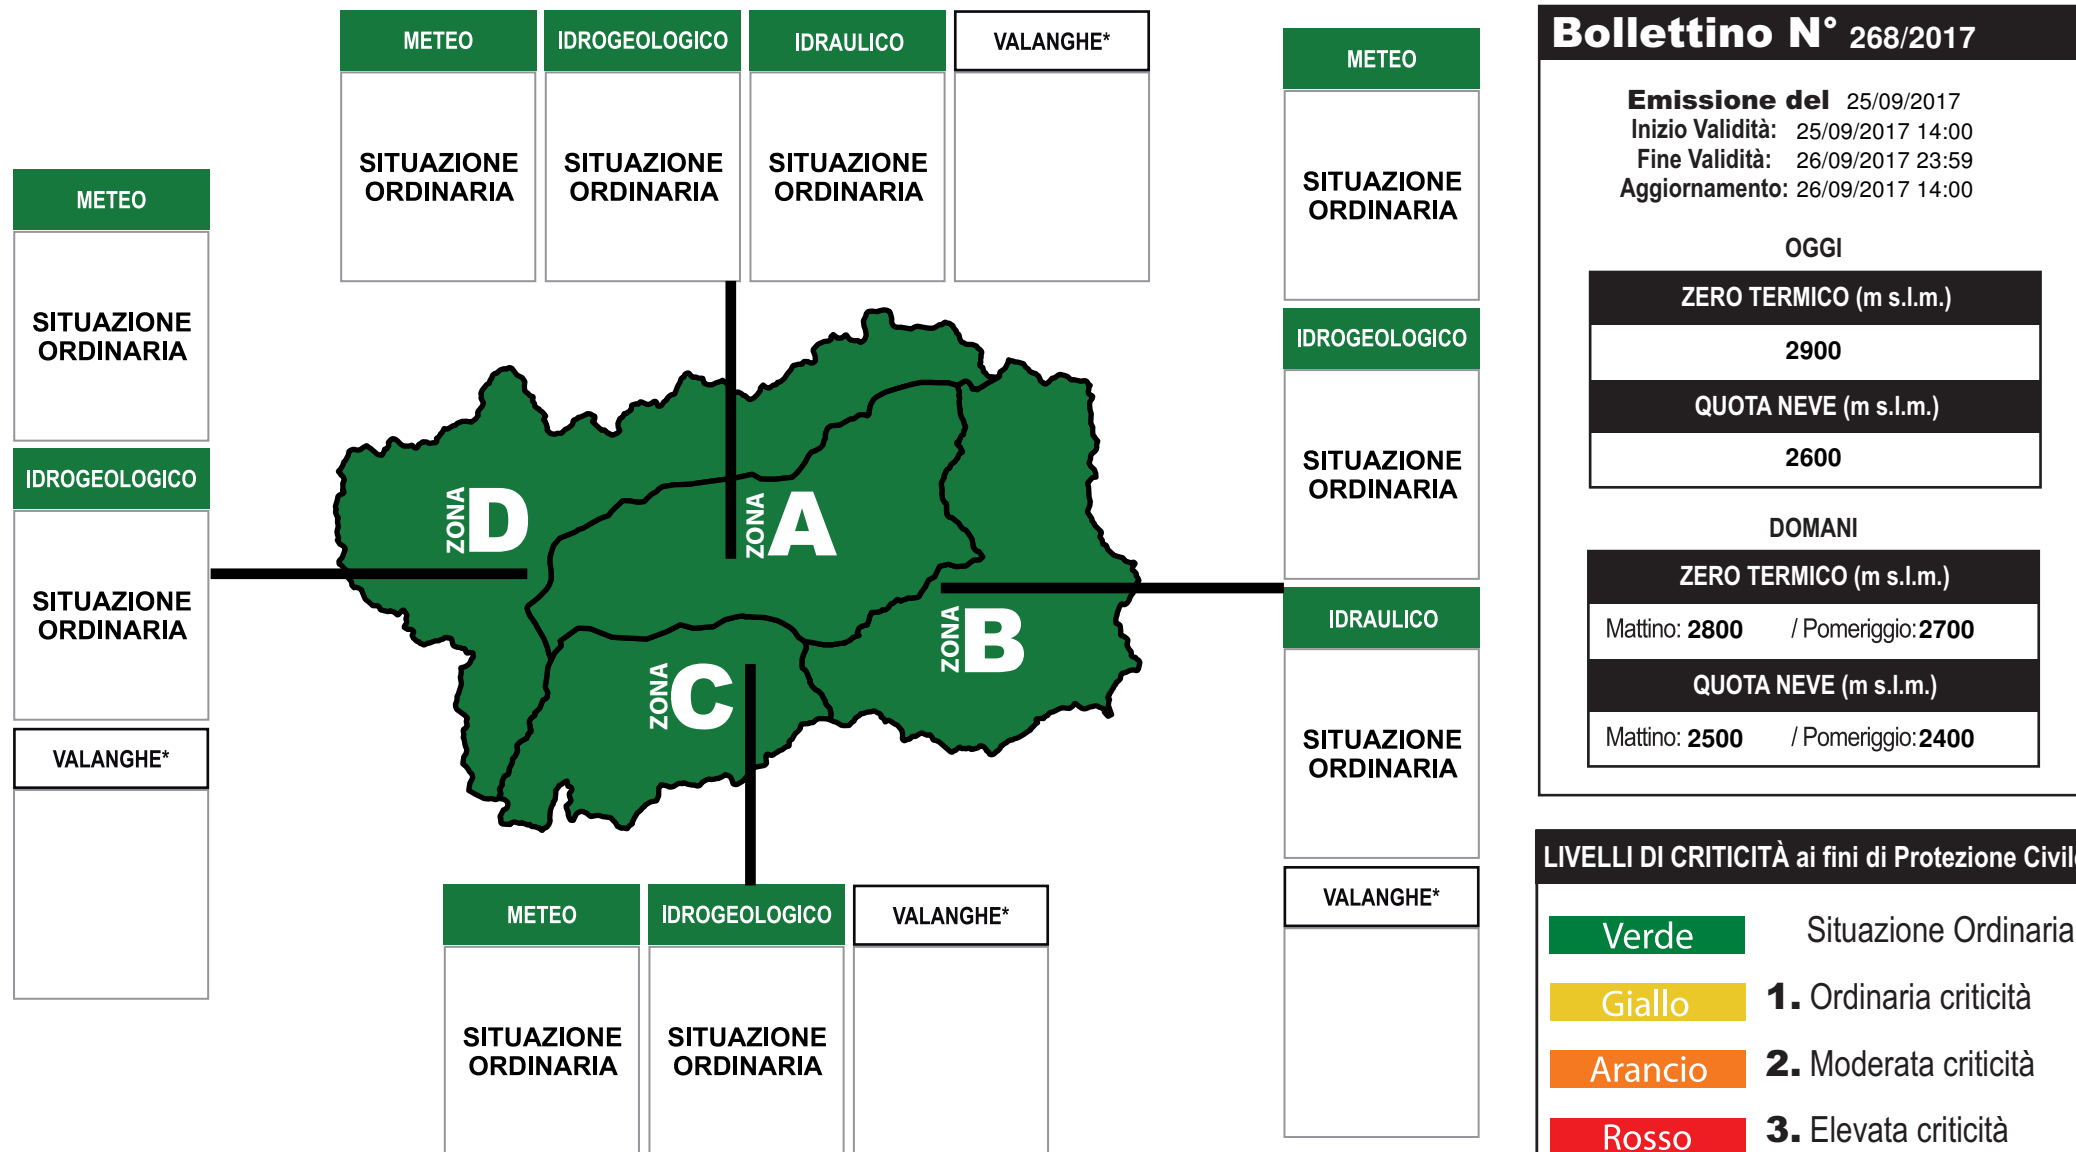 METEO
IDROGEOLOGICO
IDRAULICO
VALANGHE*
SITUAZIONE
ORDINARIA
SITUAZIONE
ORDINARIA
SITUAZIONE
ORDINARIA
METEO
SITUAZIONE
ORDINARIA
IDROGEOLOGICO
SITUAZIONE
ORDINARIA
VALANGHE*
ZONA D
ZONA A
ZONA B
ZONA C
METEO
IDROGEOLOGICO
VALANGHE*
SITUAZIONE
ORDINARIA
SITUAZIONE
ORDINARIA
METEO
SITUAZIONE
ORDINARIA
IDROGEOLOGICO
SITUAZIONE
ORDINARIA
IDRAULICO
SITUAZIONE
ORDINARIA
VALANGHE*
Bollettino N° 268/2017
Emissione del 25/09/2017
Inizio Validità: 25/09/2017 14:00
Fine Validità: 26/09/2017 23:59
Aggiornamento: 26/09/2017 14:00
OGGI
ZERO TERMICO (m s.l.m.)
2900
QUOTA NEVE (m s.l.m.)
2600
DOMANI
ZERO TERMICO (m s.l.m.)
Mattino: 2800 / Pomeriggio: 2700
QUOTA NEVE (m s.l.m.)
Mattino: 2500 / Pomeriggio: 2400
LIVELLI DI CRITICITÀ ai fini di Protezione Civile
Verde Situazione Ordinaria
Giallo 1. Ordinaria criticità
Arancio 2. Moderata criticità
Rosso 3. Elevata criticità